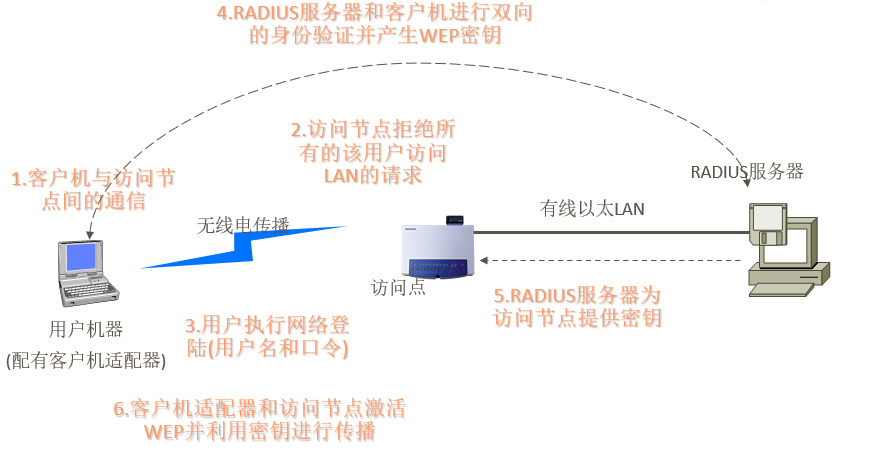 4.RADIUS服务器和客户机进行双向
的身份验证并产生WEP密钥
2.访问节点拒绝所
有的该用户访问
LAN的请求
1.客户机与访问节
点间的通信
RADIUS服务器
无线电传播
有线以太LAN
访问点
5.RADIUS服务器为
访问节点提供密钥
用户机器
(配有客户机适配器)
3.用户执行网络登
陆(用户名和口令)
6.客户机适配器和访问节点激活
WEP并利用密钥进行传播